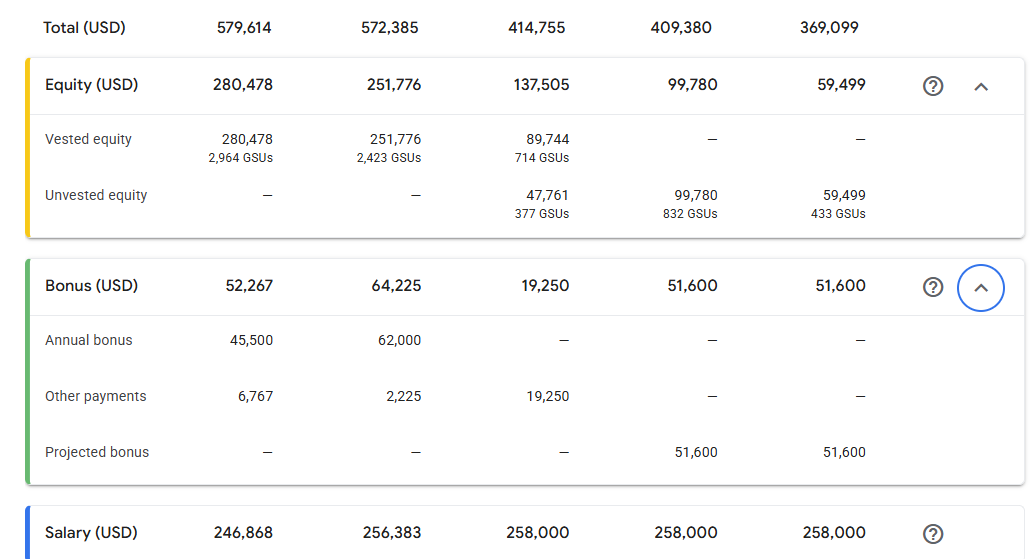 Total (USD) 579,614 572,385 414,755 409,380 369,099
Equity (USD) 280,478 251,776 137,505 99,780 59,499
Vested equity 280,478 251,776 89,744 — —
2,964 GSUs 2,423 GSUs 714 GSUs
Unvested equity — — 47,761 99,780 59,499
377 GSUs 832 GSUs 433 GSUs
Bonus (USD) 52,267 64,225 19,250 51,600 51,600
Annual bonus 45,500 62,000 — — —
Other payments 6,767 2,225 19,250 — —
Projected bonus — — — 51,600 51,600
Salary (USD) 246,868 256,383 258,000 258,000 258,000